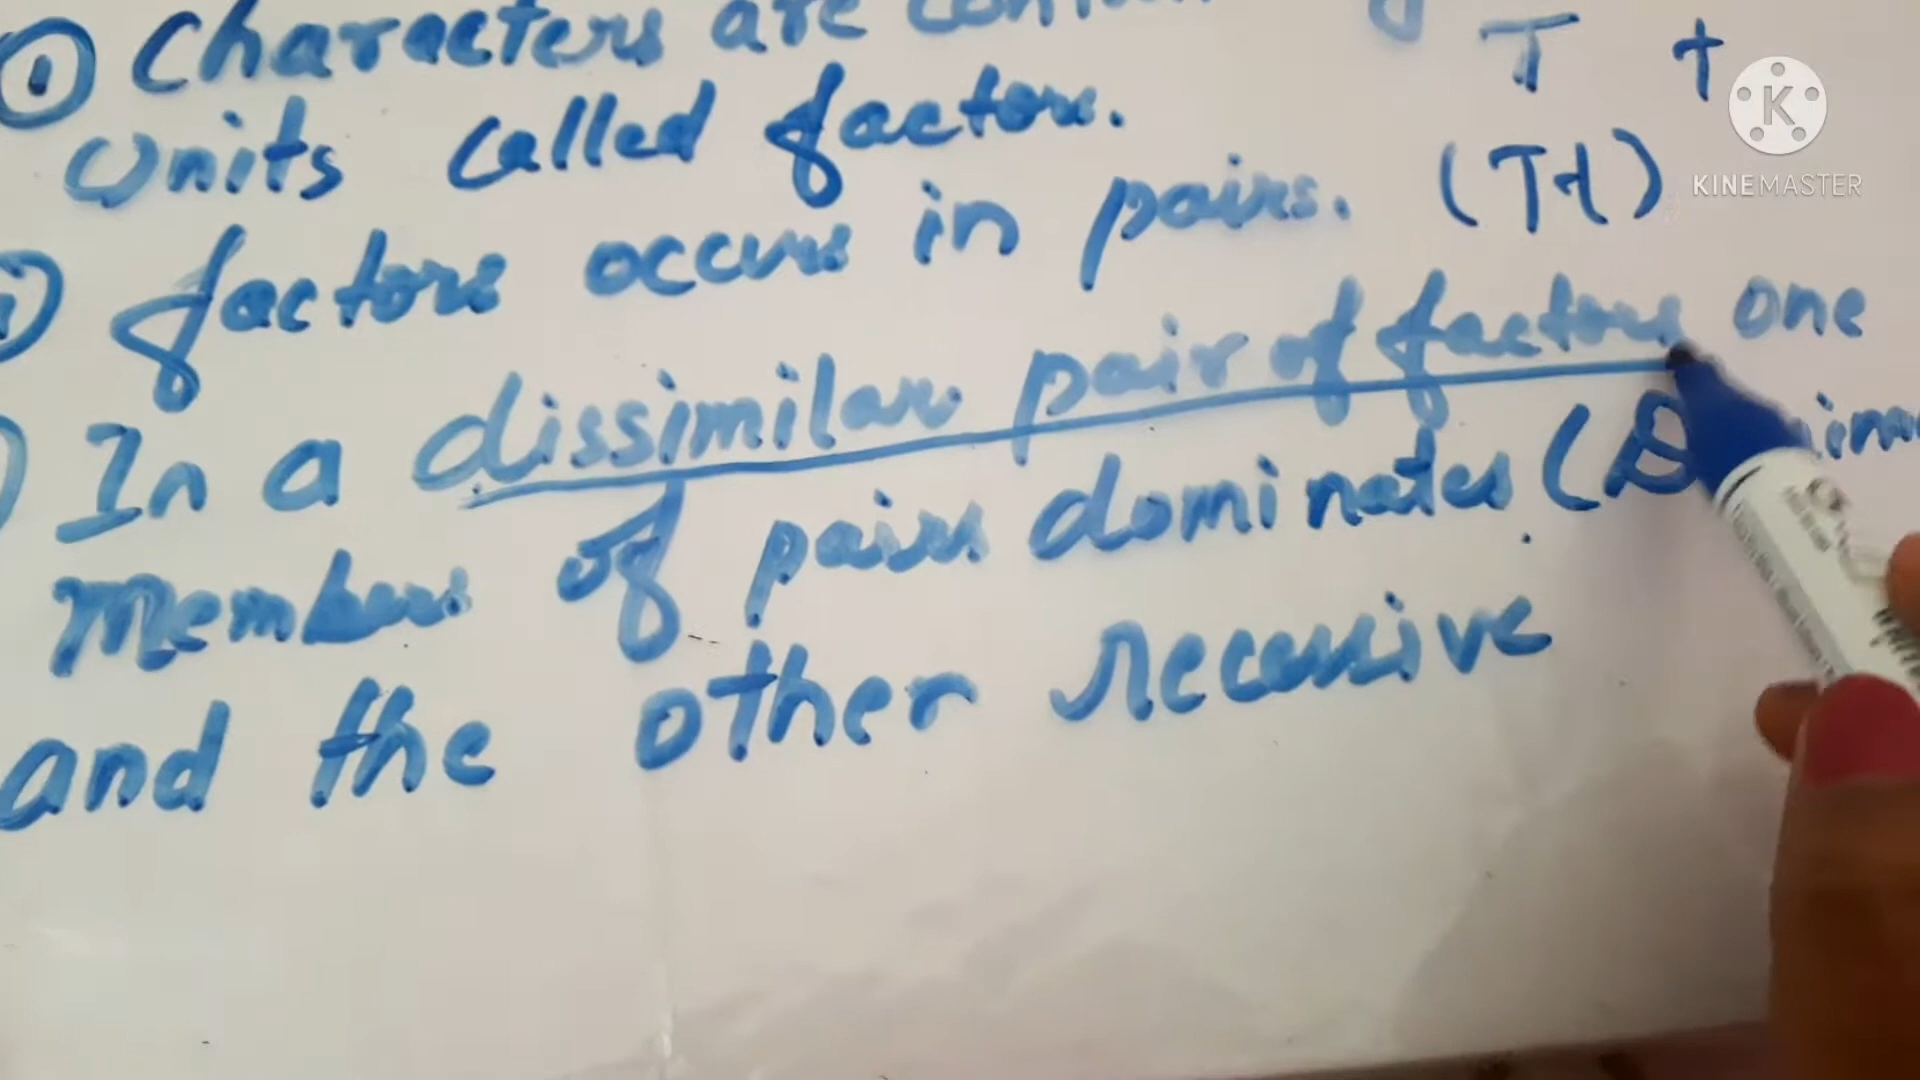 ① Characters are
T t
units called factors.
factors occurs in pairs. (Tt)
In a dissimilar pair of factors one
members of pairs dominates (
and the other recessive
K
KINEMASTER